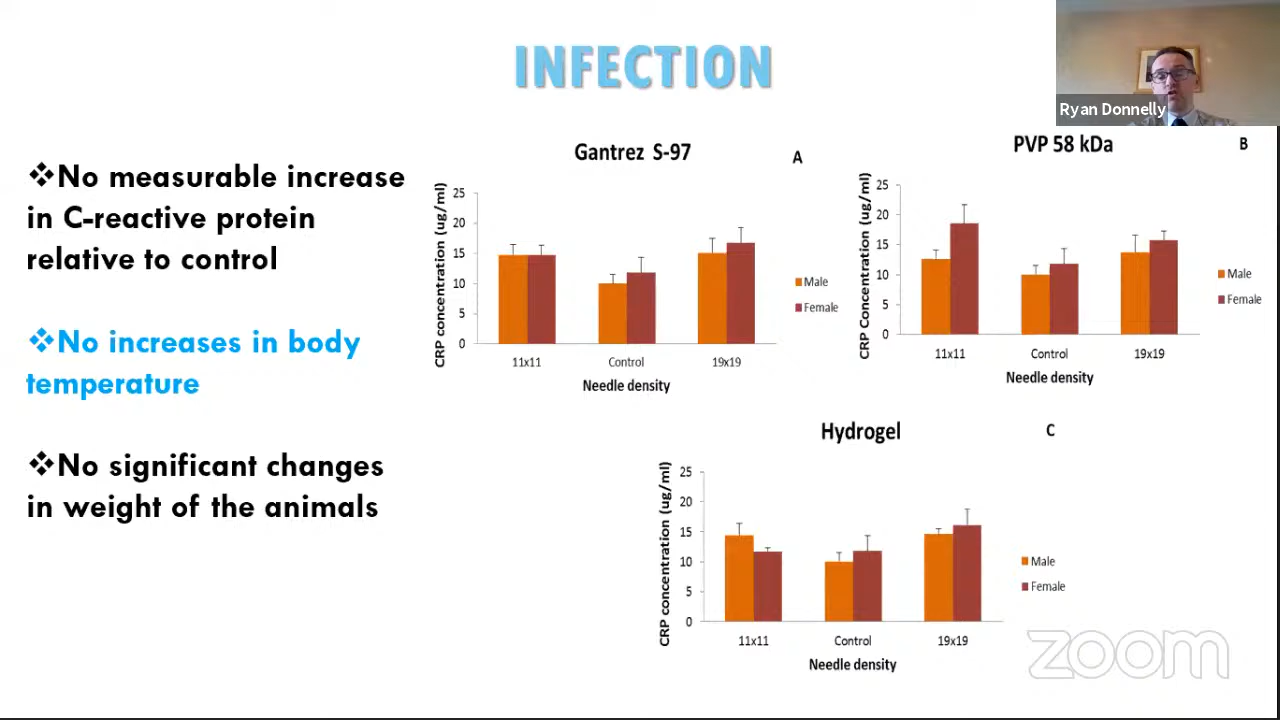 INFECTION
Ryan Donnelly
❖No measurable increase
in C-reactive protein
relative to control
❖No increases in body
temperature
❖No significant changes
in weight of the animals
Gantrez S-97
A
CRP concentration (ug/ml)
25
20
15
10
5
0
11x11
Control
19x19
Needle density
Male
Female
PVP 58 kDa
B
CRP Concentration (ug/ml)
25
20
15
10
5
0
11x11
Control
19x19
Needle density
Male
Female
Hydrogel
C
CRP concentration (ug/ml)
25
20
15
10
5
0
11x11
Control
19x19
Needle density
Male
Female
zoom